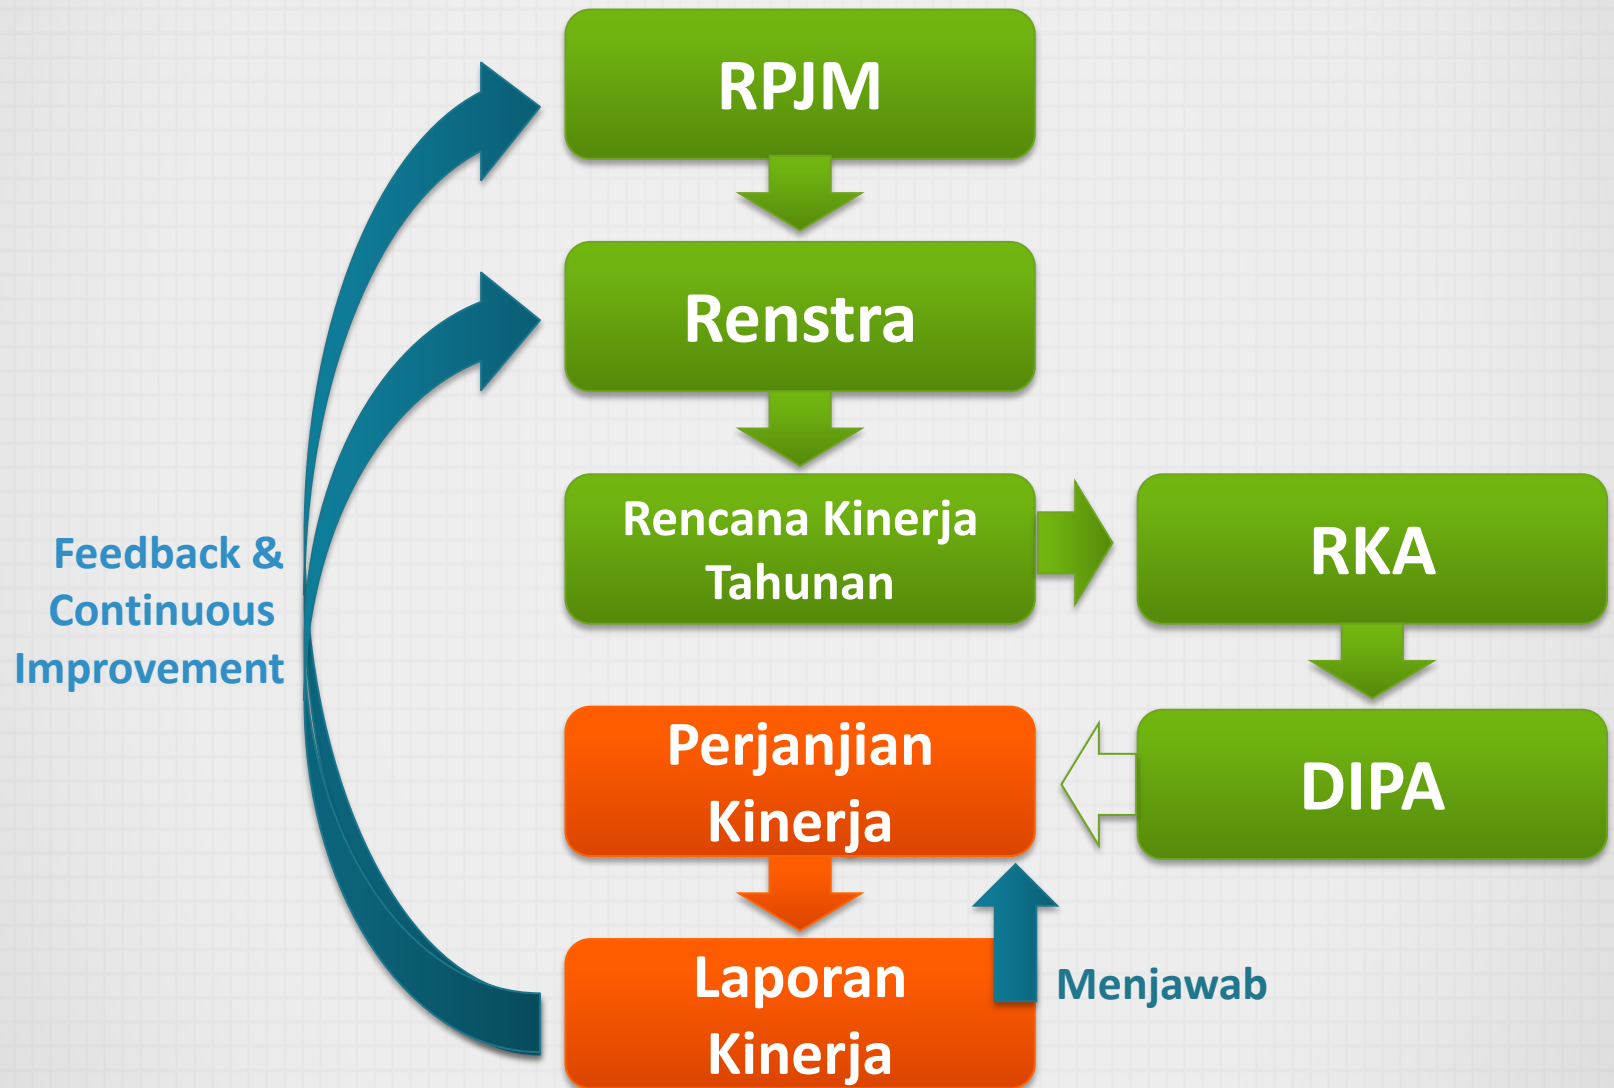 RPJM
Renstra
Rencana Kinerja
Tahunan
RKA
Feedback &
Continuous
Improvement
Perjanjian
Kinerja
DIPA
Laporan
Kinerja
Menjawab